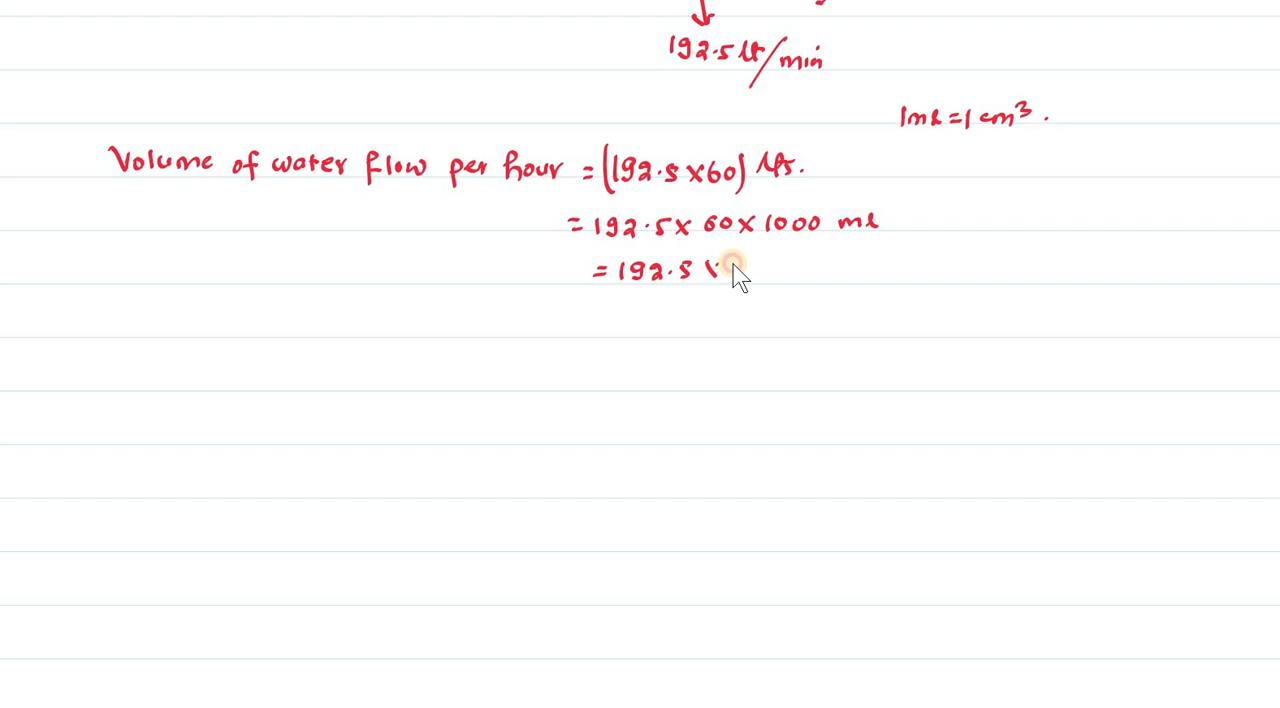 192.5 lt/min
1ml = 1 cm³.
Volume of water flow per hour = (192.5 x 60) lts.
= 192.5 x 60 x 1000 ml
= 192.5